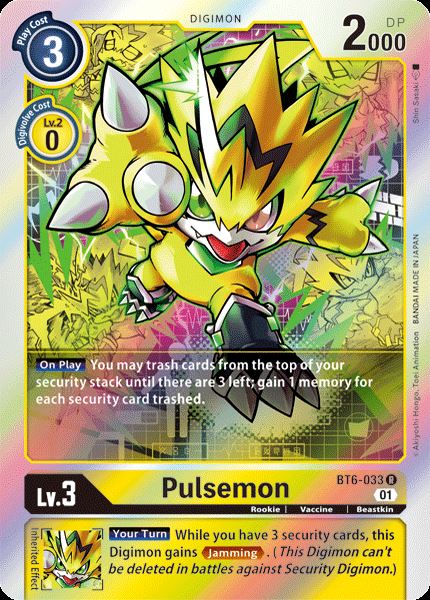 Play Cost
3
DIGIMON
DP
2000
Digivolve Cost
Lv.2
0
Shin Sasaki
© Akiyoshi Hongo, Toei Animation BANDAI MADE IN JAPAN
On Play You may trash cards from the top of your
security stack until there are 3 left; gain 1 memory for
each security card trashed.
BT6-033 R
01
Lv.3
Pulsemon
Rookie | Vaccine | Beastkin
Inherited Effect
Your Turn While you have 3 security cards, this
Digimon gains Jamming . (This Digimon can't
be deleted in battles against Security Digimon.)